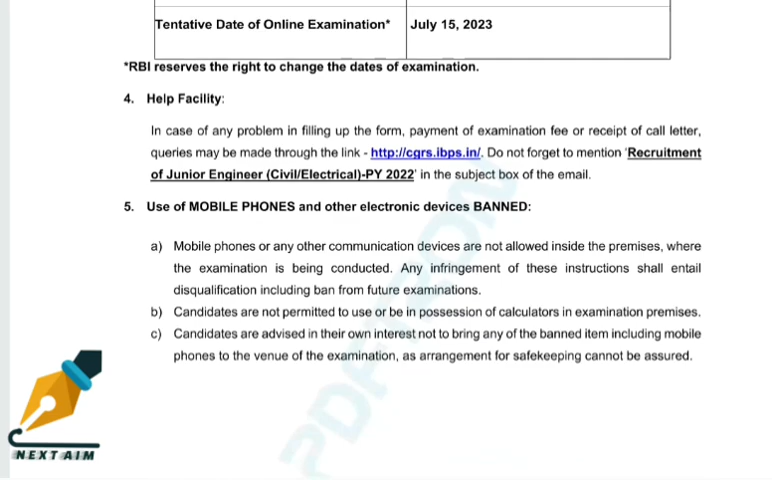 Tentative Date of Online Examination* July 15, 2023
*RBI reserves the right to change the dates of examination.
4. Help Facility:
In case of any problem in filling up the form, payment of examination fee or receipt of call letter,
queries may be made through the link - http://cgrs.ibps.in/. Do not forget to mention 'Recruitment
of Junior Engineer (Civil/Electrical)-PY 2022' in the subject box of the email.
5. Use of MOBILE PHONES and other electronic devices BANNED:
a) Mobile phones or any other communication devices are not allowed inside the premises, where
the examination is being conducted. Any infringement of these instructions shall entail
disqualification including ban from future examinations.
b) Candidates are not permitted to use or be in possession of calculators in examination premises.
c) Candidates are advised in their own interest not to bring any of the banned item including mobile
phones to the venue of the examination, as arrangement for safekeeping cannot be assured.
NEXT AIM